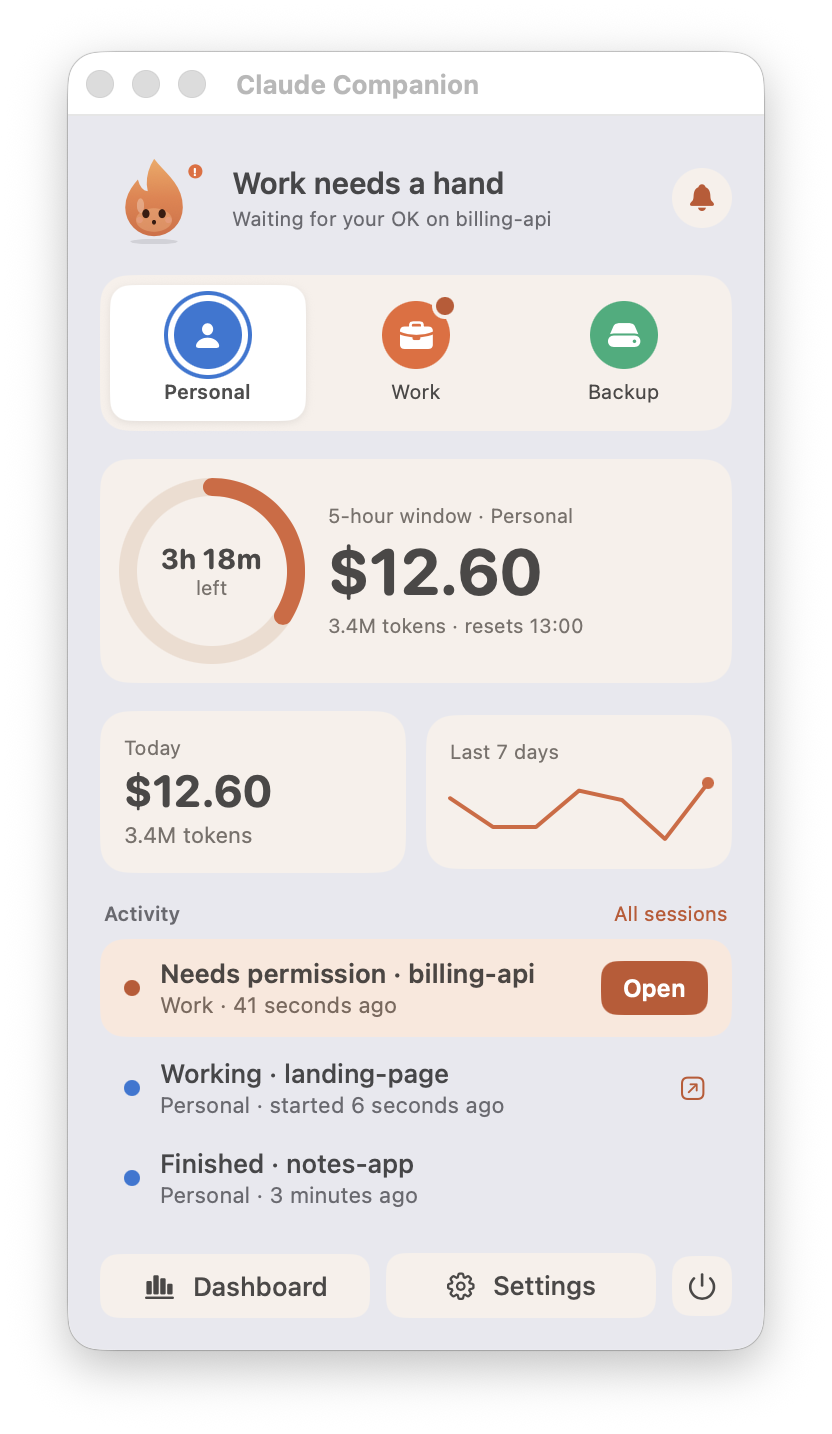 Claude Companion
Work needs a hand
Waiting for your OK on billing-api
Personal
Work
Backup
3h 18m
left
5-hour window · Personal
$12.60
3.4M tokens · resets 13:00
Today
$12.60
3.4M tokens
Last 7 days
Activity
All sessions
Needs permission · billing-api
Work · 41 seconds ago
Open
Working · landing-page
Personal · started 6 seconds ago
Finished · notes-app
Personal · 3 minutes ago
Dashboard
Settings